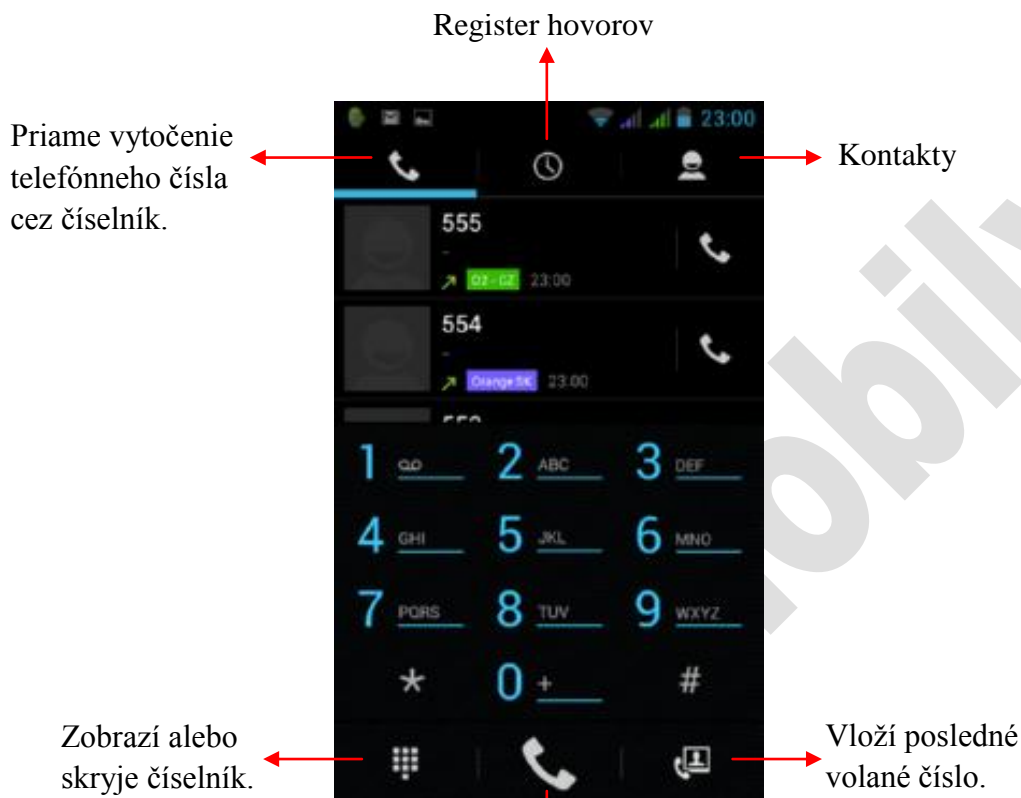 Register hovorov
23:00
Priame vytočenie
telefónneho čísla
cez číselník.
Kontakty
555
-
O2 - CZ 23:00
554
-
Orange SK 23:00
1
2 ABC
3 DEF
4 GHI
5 JKL
6 MNO
7 PQRS
8 TUV
9 WXYZ
*
0 +
#
Zobrazí alebo
skryje číselník.
Vloží posledné
volané číslo.